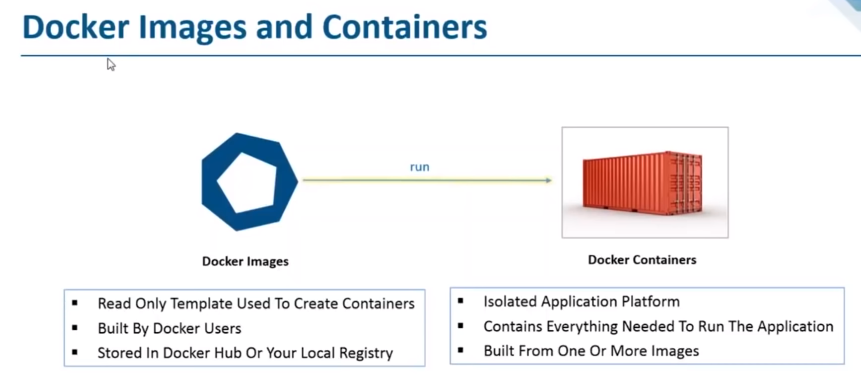 Docker Images and Containers
run
Docker Images
Docker Containers
▪ Read Only Template Used To Create Containers
▪ Built By Docker Users
▪ Stored In Docker Hub Or Your Local Registry
▪ Isolated Application Platform
▪ Contains Everything Needed To Run The Application
▪ Built From One Or More Images